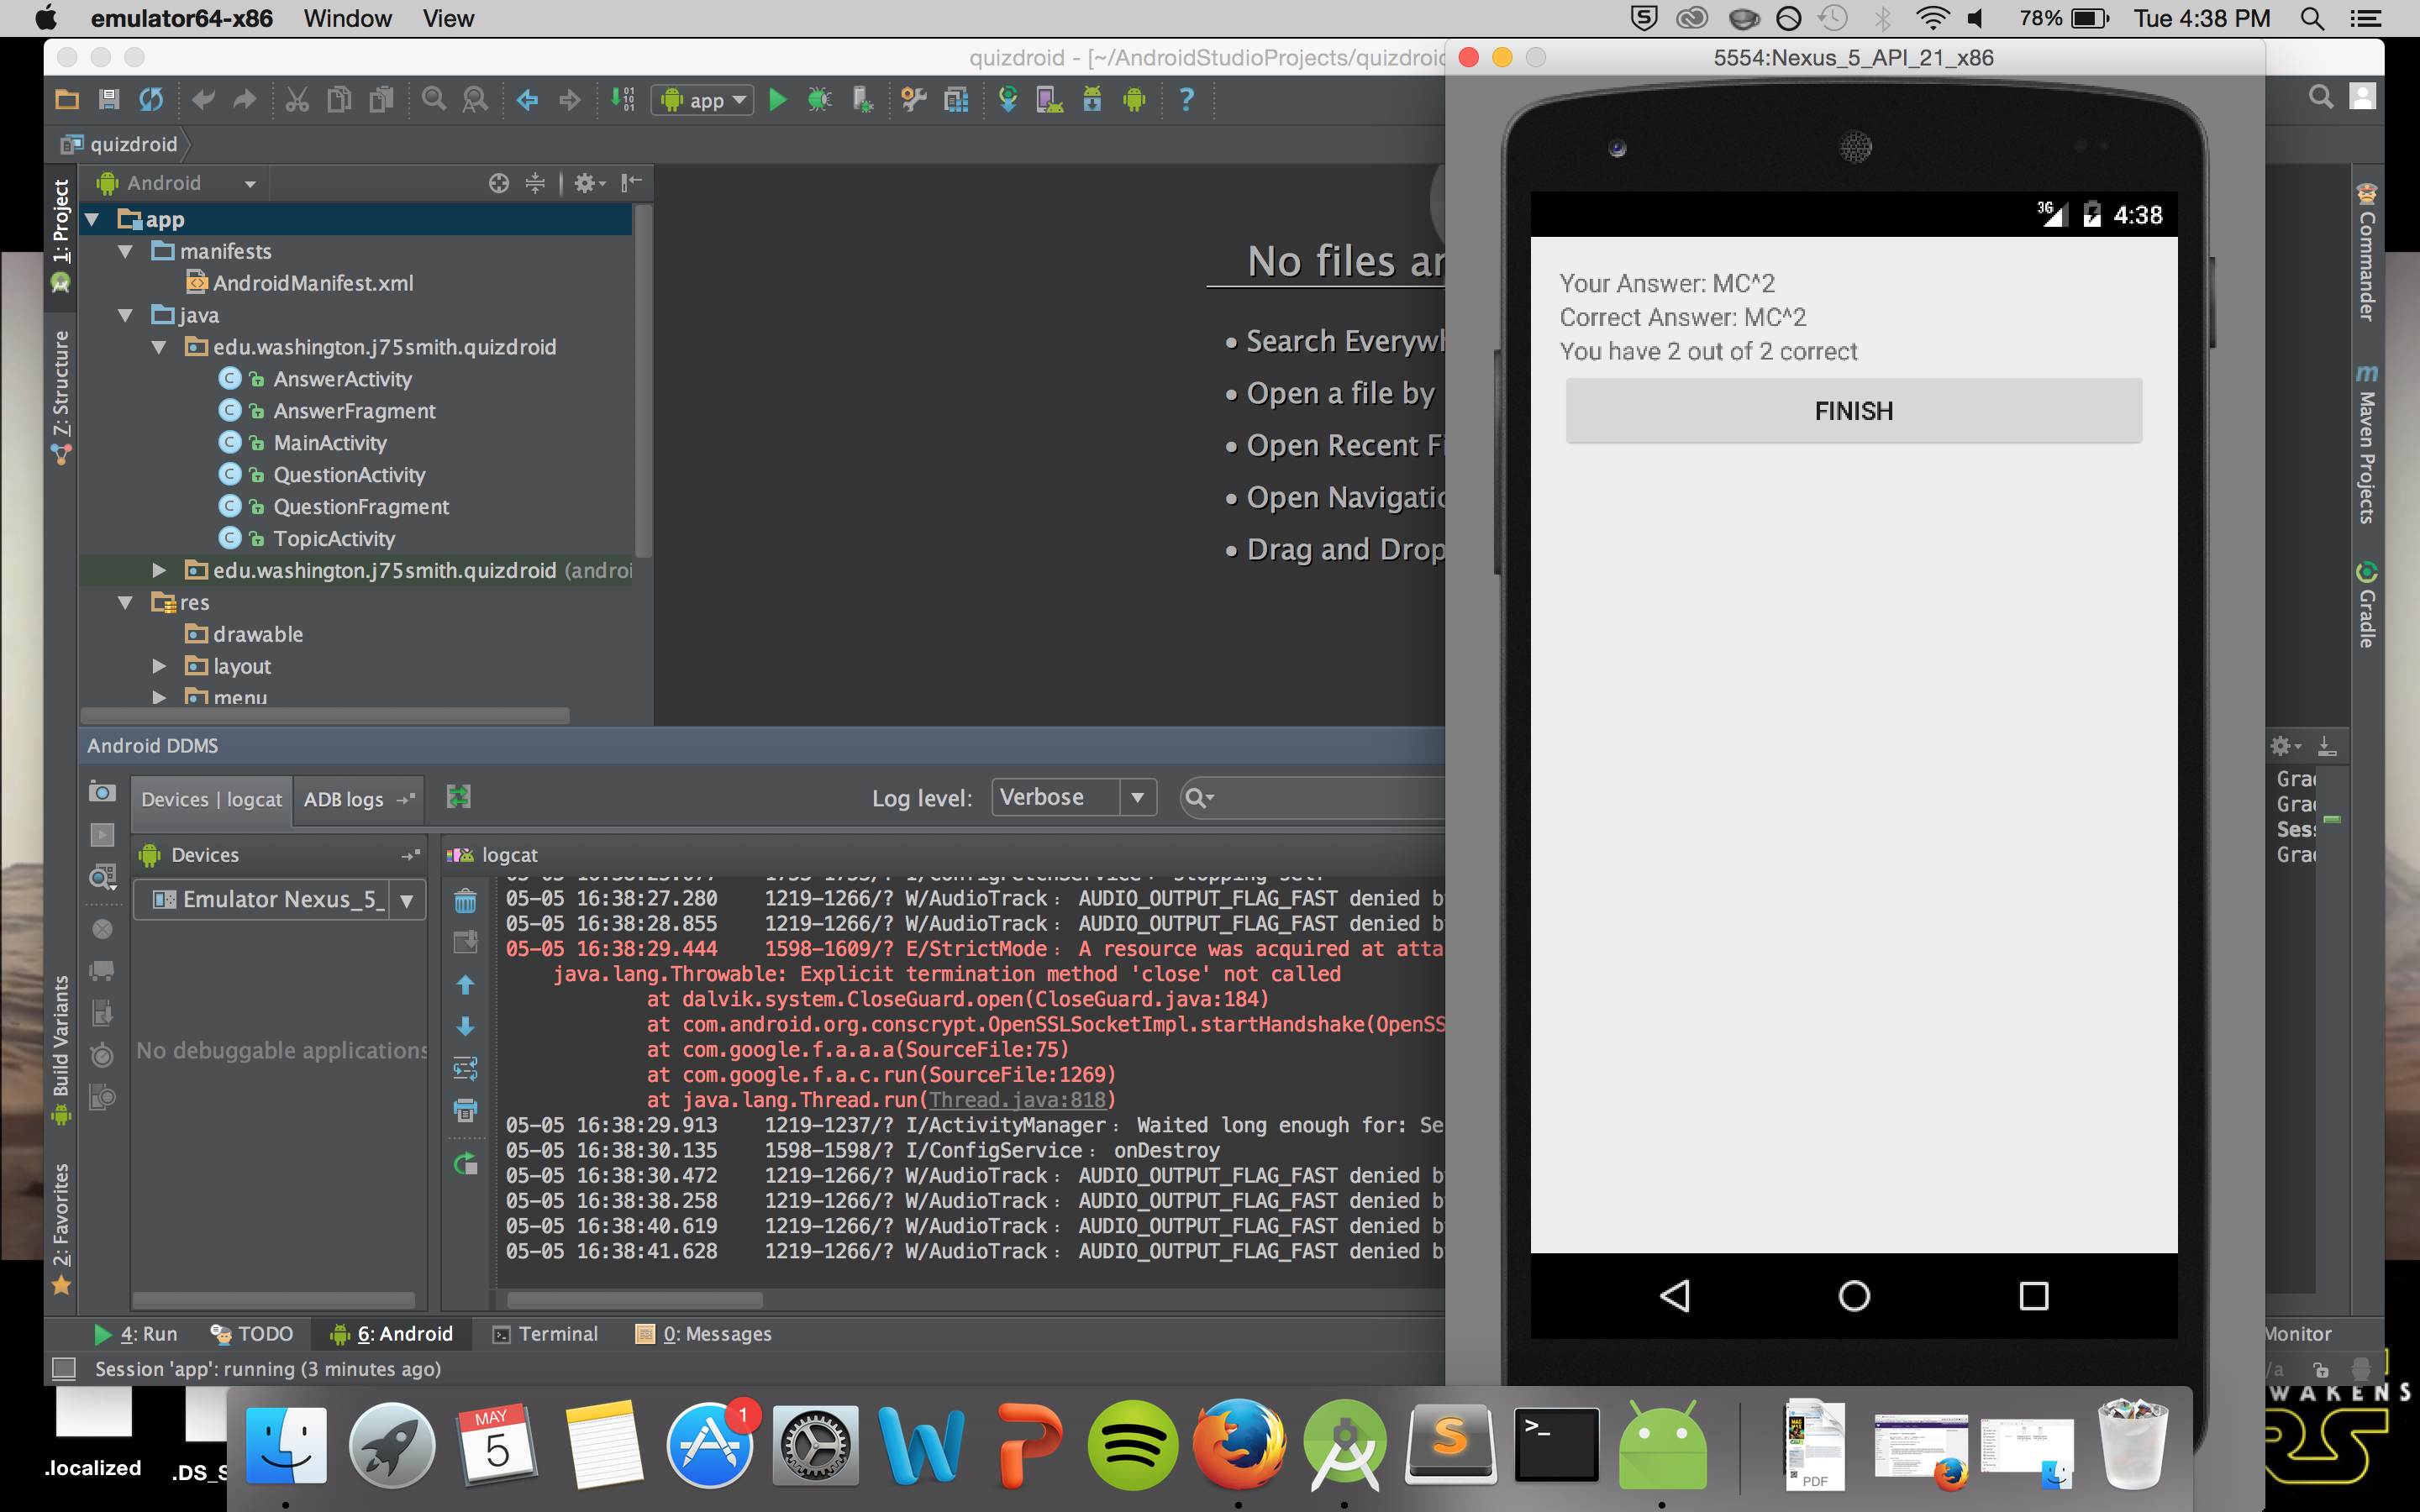 emulator64-x86 Window View 78% Tue 4:38 PM
quizdroid - [~/AndroidStudioProjects/quizdroid
5554:Nexus_5_API_21_x86
app
quizdroid
1: Project
Z: Structure
Build Variants
2: Favorites
Android
app
manifests
AndroidManifest.xml
java
edu.washington.j75smith.quizdroid
C AnswerActivity
C AnswerFragment
C MainActivity
C QuestionActivity
C QuestionFragment
C TopicActivity
edu.washington.j75smith.quizdroid (androi
res
drawable
layout
menu
No files ar
• Search Everywh
• Open a file by
• Open Recent Fi
• Open Navigatio
• Drag and Drop
3G 4:38
Your Answer: MC^2
Correct Answer: MC^2
You have 2 out of 2 correct
FINISH
Commander
Maven Projects
Gradle
Android DDMS
Devices | logcat ADB logs Log level: Verbose
Devices
logcat
Emulator Nexus_5_
No debuggable applications
05-05 16:38:27.280 1219-1266/? W/AudioTrack﹕ AUDIO_OUTPUT_FLAG_FAST denied by
05-05 16:38:28.855 1219-1266/? W/AudioTrack﹕ AUDIO_OUTPUT_FLAG_FAST denied by
05-05 16:38:29.444 1598-1609/? E/StrictMode﹕ A resource was acquired at atta
java.lang.Throwable: Explicit termination method 'close' not called
at dalvik.system.CloseGuard.open(CloseGuard.java:184)
at com.android.org.conscrypt.OpenSSLSocketImpl.startHandshake(OpenSS
at com.google.f.a.a.a(SourceFile:75)
at com.google.f.a.c.run(SourceFile:1269)
at java.lang.Thread.run(Thread.java:818)
05-05 16:38:29.913 1219-1237/? I/ActivityManager﹕ Waited long enough for: Se
05-05 16:38:30.135 1598-1598/? I/ConfigService﹕ onDestroy
05-05 16:38:30.472 1219-1266/? W/AudioTrack﹕ AUDIO_OUTPUT_FLAG_FAST denied by
05-05 16:38:38.258 1219-1266/? W/AudioTrack﹕ AUDIO_OUTPUT_FLAG_FAST denied by
05-05 16:38:40.619 1219-1266/? W/AudioTrack﹕ AUDIO_OUTPUT_FLAG_FAST denied by
05-05 16:38:41.628 1219-1266/? W/AudioTrack﹕ AUDIO_OUTPUT_FLAG_FAST denied by
Grad
Grad
Sess
Grad
4: Run TODO 6: Android Terminal 0: Messages
Monitor
Session 'app': running (3 minutes ago)
/a
WAKENS
.localized
.DS_S
MAY
5
1
PDF